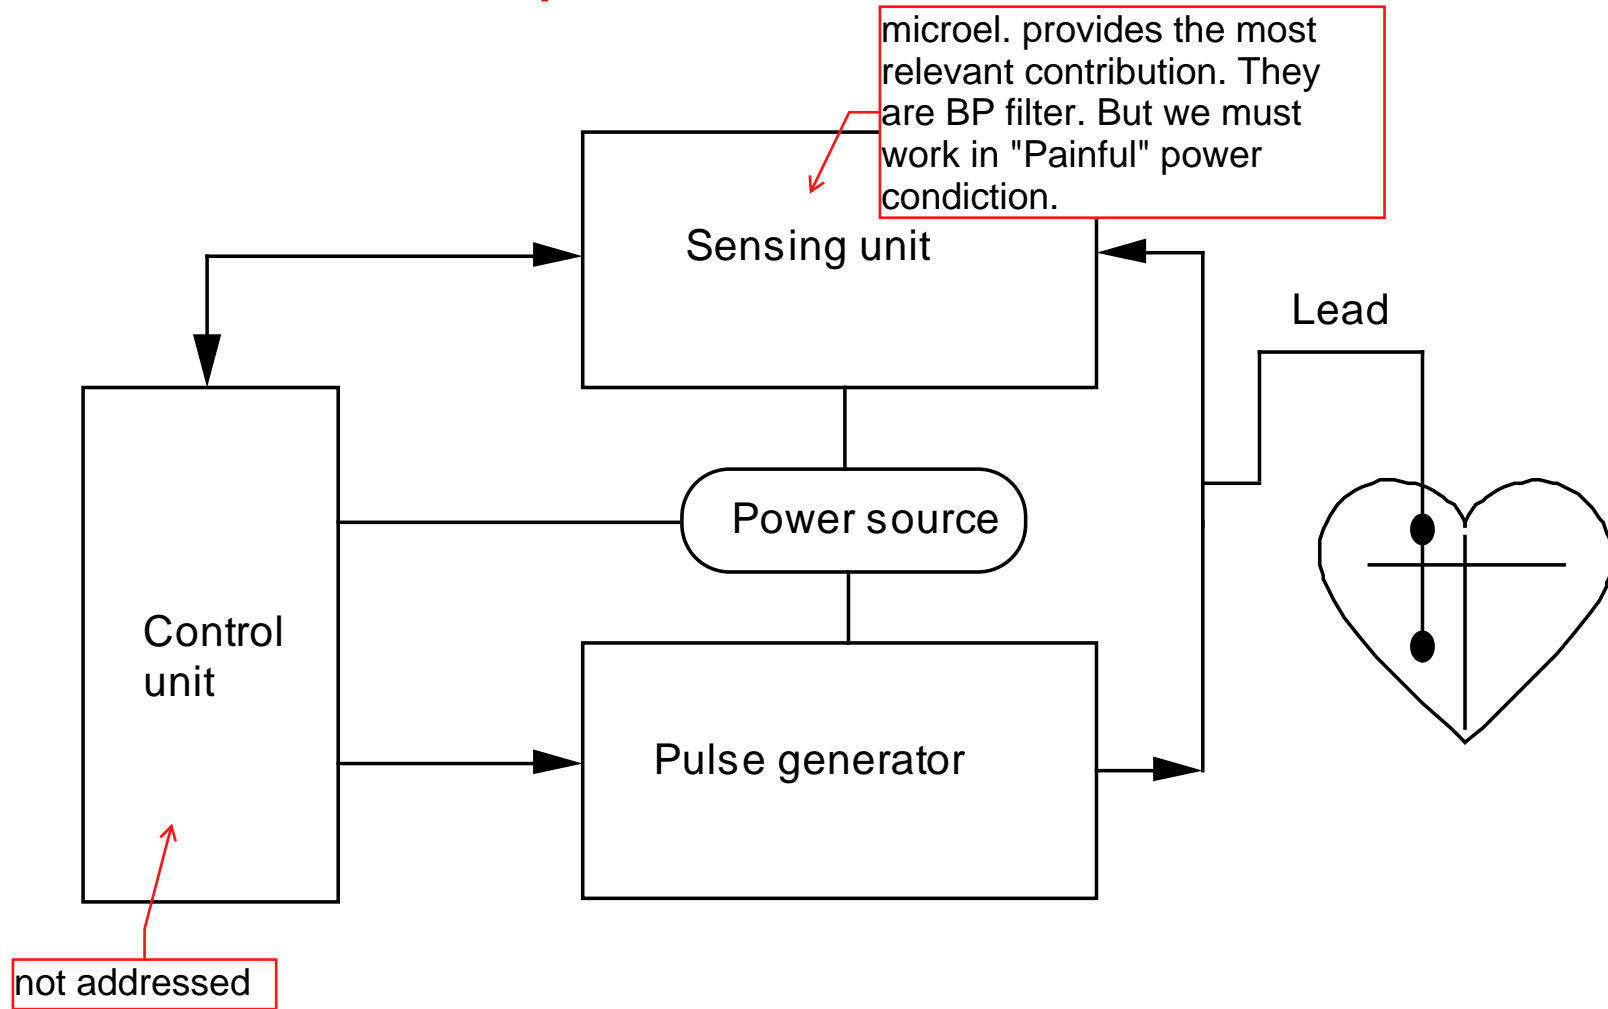 microel. provides the most
relevant contribution. They
are BP filter. But we must
work in "Painful" power
condiction.
Sensing unit
Lead
Power source
Control
unit
Pulse generator
not addressed